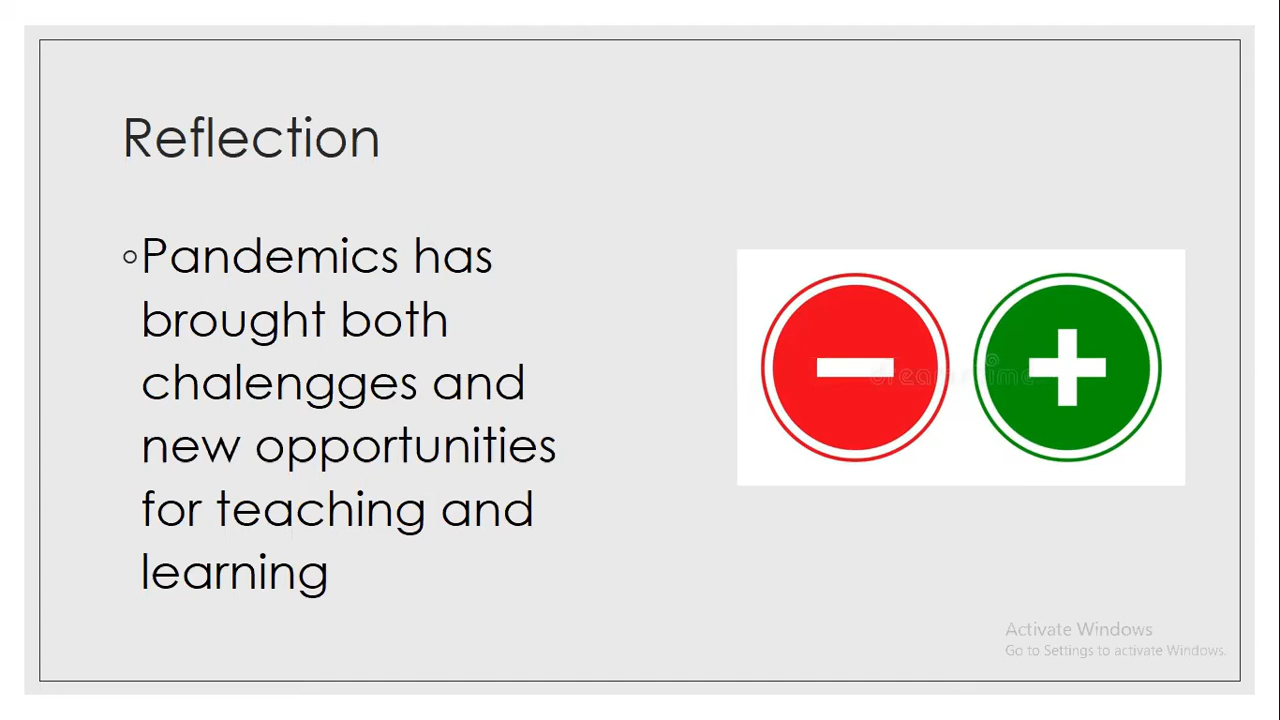 Reflection
◦Pandemics has
brought both
chalengges and
new opportunities
for teaching and
learning
Activate Windows
Go to Settings to activate Windows.